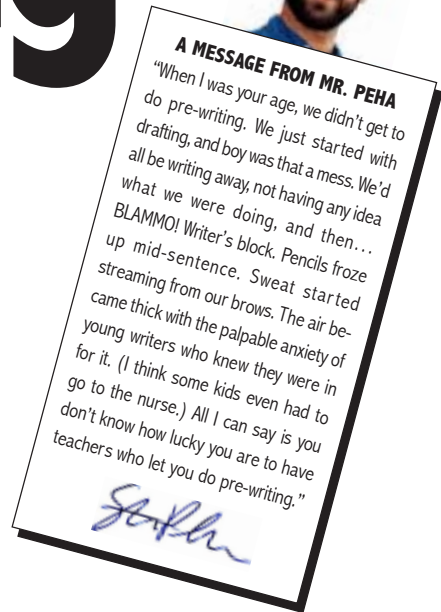 g
A MESSAGE FROM MR. PEHA
“When I was your age, we didn’t get to
do pre-writing. We just started with
drafting, and boy was that a mess. We’d
all be writing away, not having any idea
what we were doing, and then…
BLAMMO! Writer’s block. Pencils froze
up mid-sentence. Sweat started
streaming from our brows. The air be-
came thick with the palpable anxiety of
young writers who knew they were in
for it. (I think some kids even had to
go to the nurse.) All I can say is you
don’t know how lucky you are to have
teachers who let you do pre-writing.”